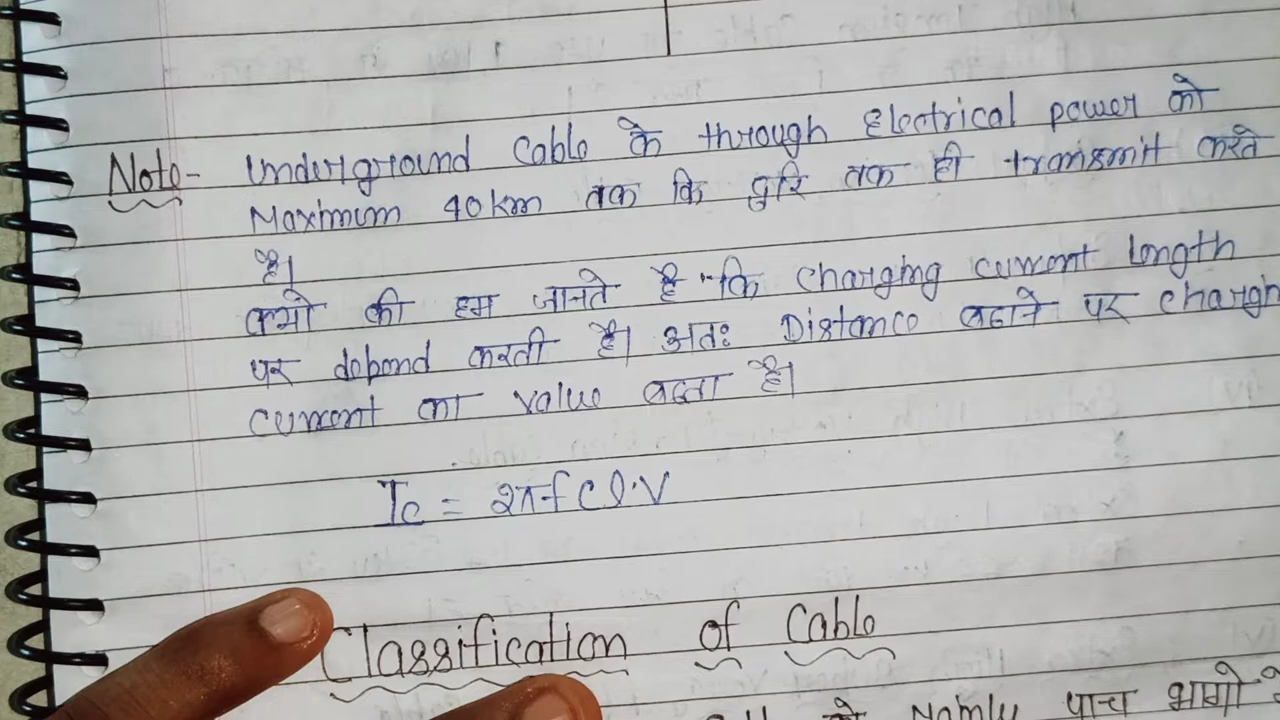 Note- Underground Cable के through Electrical power को
Maximum 40km तक कि दुरि तक ही transmit करते
है।
क्यो की हम जानते है कि charging current length
पर depend करती है। अतः Distance बढाने पर chargin
current का value बढता है।
Ic = 2πfCl.V
Classification of Cable
को Namly पाच भागो